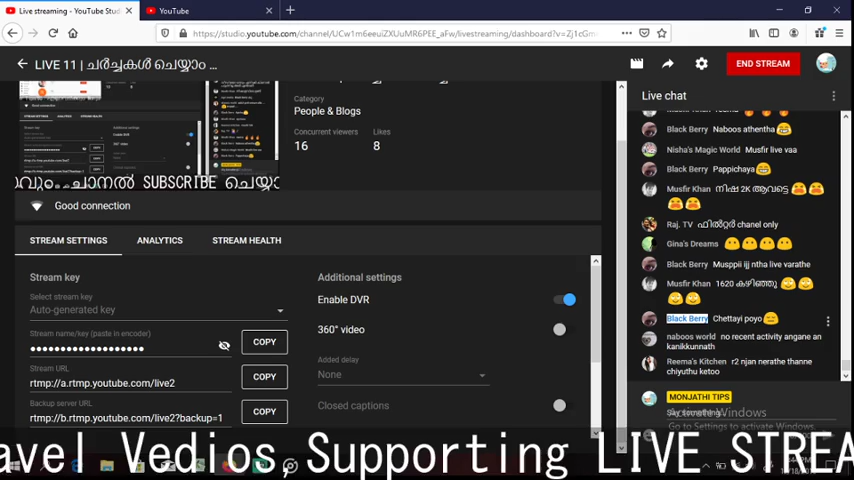 Live streaming - YouTube Stud
YouTube
https://studio.youtube.com/channel/UCw1m6eeuiZXUuMR6PEE_aFw/livestreaming/dashboard?v=Zj1cGm
LIVE 11 | ചർച്ചകൾ ചെയ്യാം ...
END STREAM
Category
People & Blogs
Concurrent viewers
Likes
16
8
വും ചാനൽ SUBSCRIBE ചെയ്യാ
Good connection
STREAM SETTINGS
ANALYTICS
STREAM HEALTH
Stream key
Select stream key
Auto-generated key
Stream name/key (paste in encoder)
COPY
Stream URL
rtmp://a.rtmp.youtube.com/live2
COPY
Backup server URL
rtmp://b.rtmp.youtube.com/live2?backup=1
COPY
Additional settings
Enable DVR
360° video
Added delay
None
Closed captions
Live chat
Black Berry Naboos athentha
Nisha's Magic World Musfir live vaa
Black Berry Pappichaya
Musfir Khan നിഷ 2K ആവട്ടെ
Raj. TV ഫിൽറ്റർ chanel only
Gina's Dreams
Black Berry Musppii ijj ntha live varathe
Musfir Khan 1620 കഴിഞ്ഞു
Black Berry Chettayi poyo
naboos world no recent activity angane an
kanikkunnath
Reema's Kitchen r2 njan nerathe thanne
chiyuthu ketoo
MONJATHI TIPS
Say something...
Activate Windows
Go to Settings to activate Windows.
avel Vedios,Supporting LIVE STREA